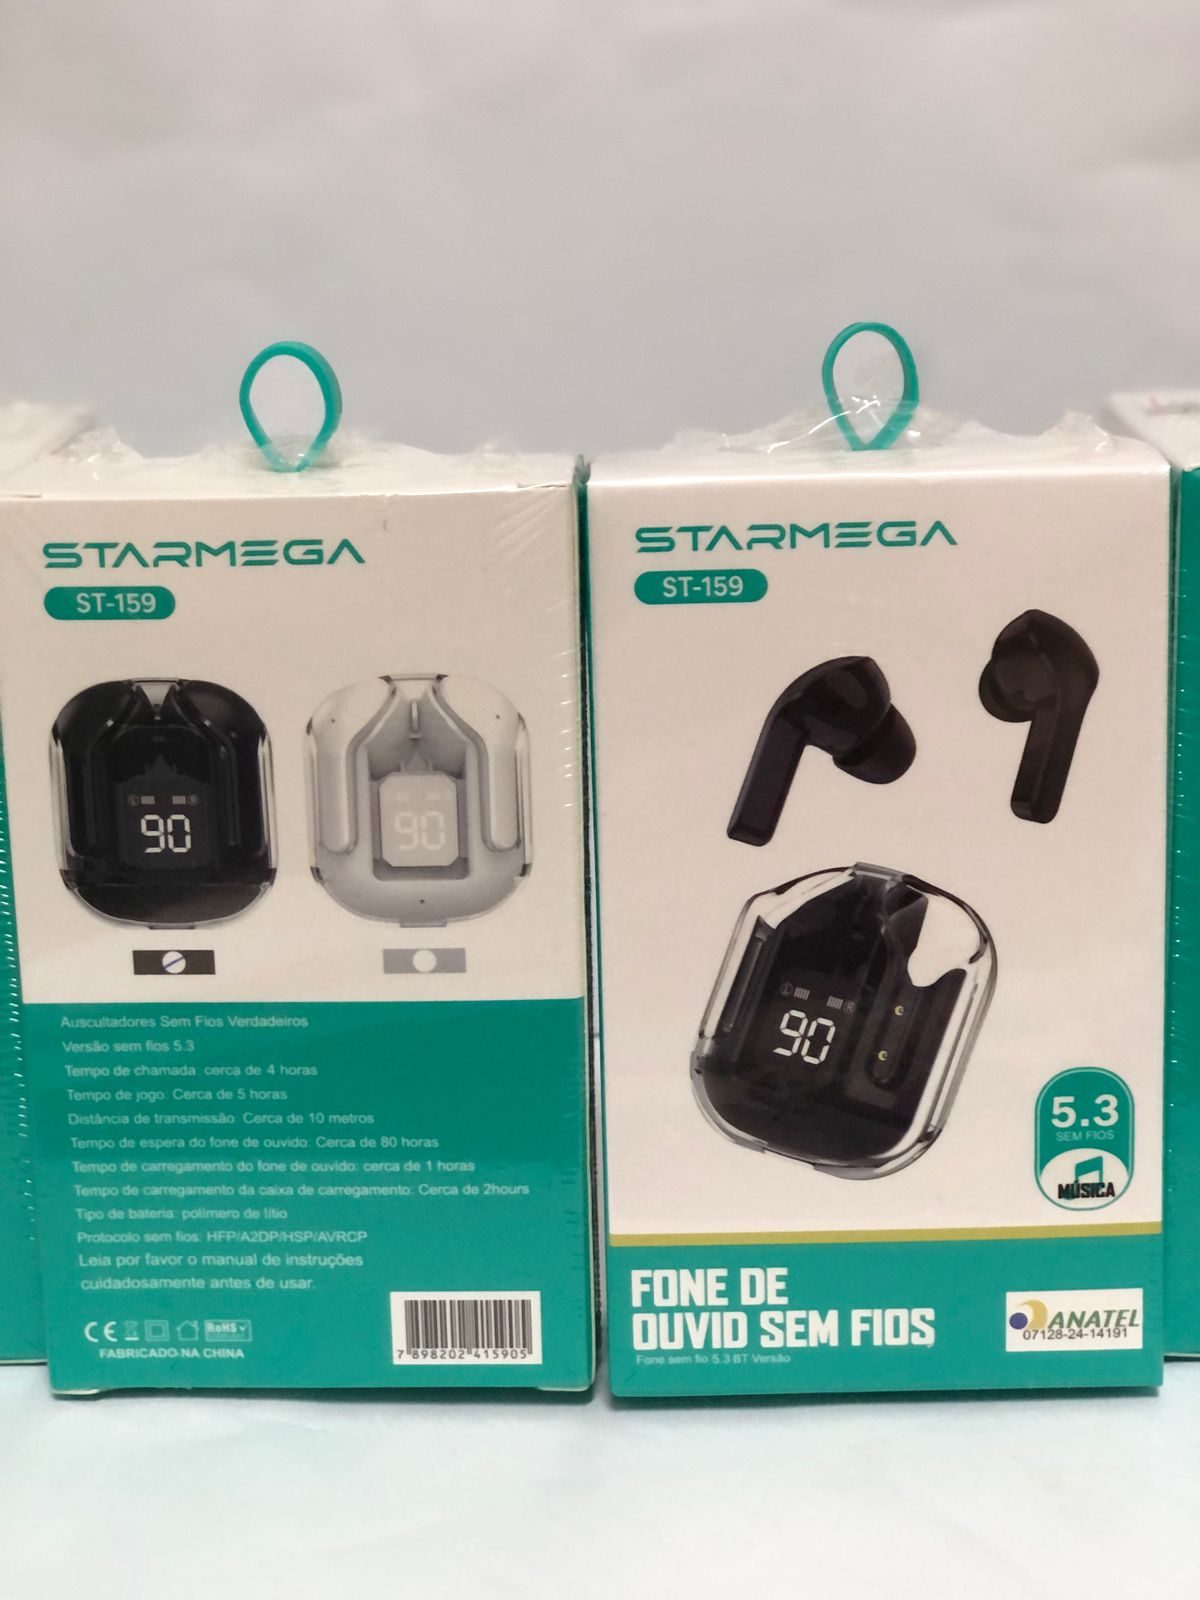 STARMEGA
ST-159
L R
90
90
Auscultadores Sem Fios Verdadeiros
Versão sem fios 5.3
Tempo de chamada: cerca de 4 horas
Tempo de jogo: Cerca de 5 horas
Distância de transmissão: Cerca de 10 metros
Tempo de espera do fone de ouvido: Cerca de 80 horas
Tempo de carregamento do fone de ouvido: cerca de 1 horas
Tempo de carregamento da caixa de carregamento: Cerca de 2hours
Tipo de bateria: polímero de lítio
Protocolo sem fios: HFP/A2DP/HSP/AVRCP
Leia por favor o manual de instruções
cuidadosamente antes de usar.
CE RoHS
FABRICADO NA CHINA
7 898202 415905
STARMEGA
ST-159
L R
90
5.3
SEM FIOS
MÚSICA
FONE DE
OUVID SEM FIOS
Fone sem fio 5.3 BT Versão
ANATEL
07128-24-14191